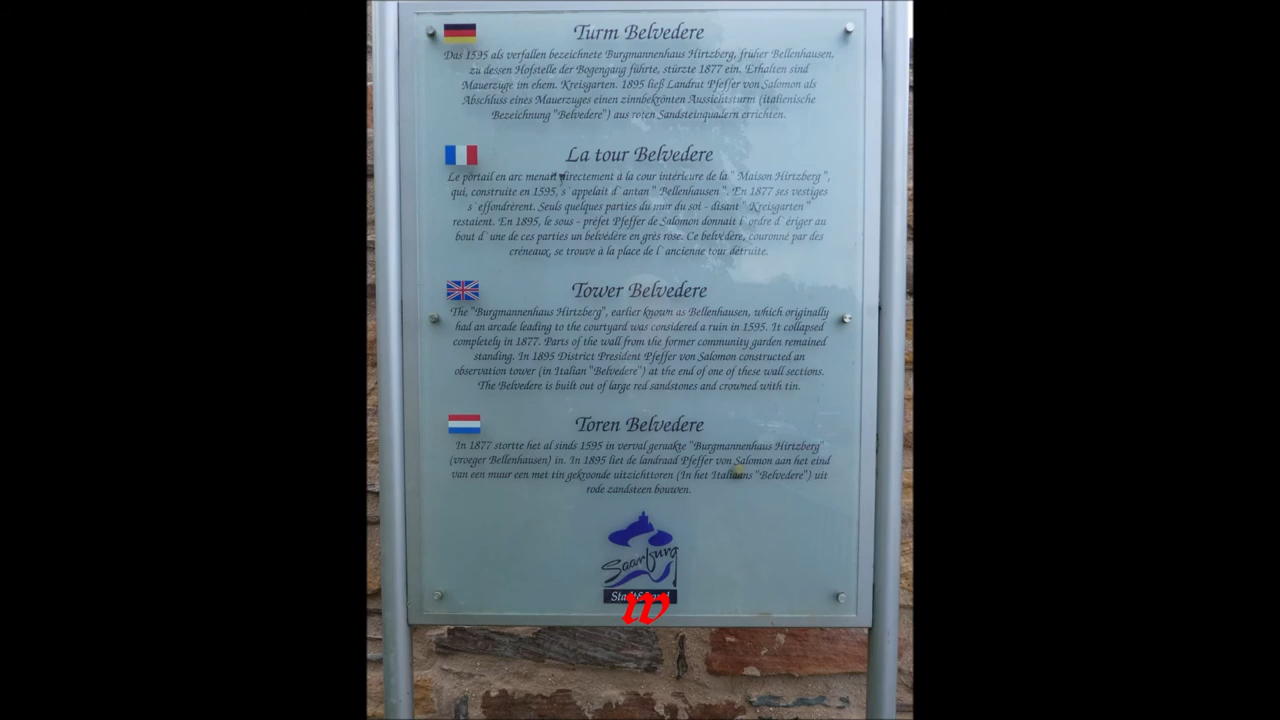 Turm Belvedere
Das 1595 als verfallen bezeichnete Burgmannenhaus Hirtzberg, früher Bellenhausen,
zu dessen Hofstelle der Bogengang führte, stürzte 1877 ein. Erhalten sind
Mauerzüge im ehem. Kreisgarten. 1895 ließ Landrat Pfeffer von Salomon als
Abschluss eines Mauerzuges einen zinnbekrönten Aussichtsturm (italienische
Bezeichnung "Belvedere") aus roten Sandsteinquadern errichten.
La tour Belvedere
Le portail en arc menait directement à la cour intérieure de la " Maison Hirtzberg ",
qui, construite en 1595, s`appelait d`antan " Bellenhausen ". En 1877 ses vestiges
s`effondrèrent. Seuls quelques parties du mur du soi - disant " Kreisgarten "
restaient. En 1895, le sous - préfet Pfeffer de Salomon donnait l`ordre d`ériger au
bout d`une de ces parties un belvédère en grès rose. Ce belvédère, couronné par des
créneaux, se trouve à la place de l`ancienne tour détruite.
Tower Belvedere
The "Burgmannenhaus Hirtzberg", earlier known as Bellenhausen, which originally
had an arcade leading to the courtyard was considered a ruin in 1595. It collapsed
completely in 1877. Parts of the wall from the former community garden remained
standing. In 1895 District President Pfeffer von Salomon constructed an
observation tower (in Italian "Belvedere") at the end of one of these wall sections.
The Belvedere is built out of large red sandstones and crowned with tin.
Toren Belvedere
In 1877 stortte het al sinds 1595 in verval geraakte "Burgmannenhaus Hirtzberg"
(vroeger Bellenhausen) in. In 1895 liet de landraad Pfeffer von Salomon aan het eind
van een muur een met tin gekroonde uitzichttoren (In het Italiaans "Belvedere") uit
rode zandsteen bouwen.
Saarburg
w